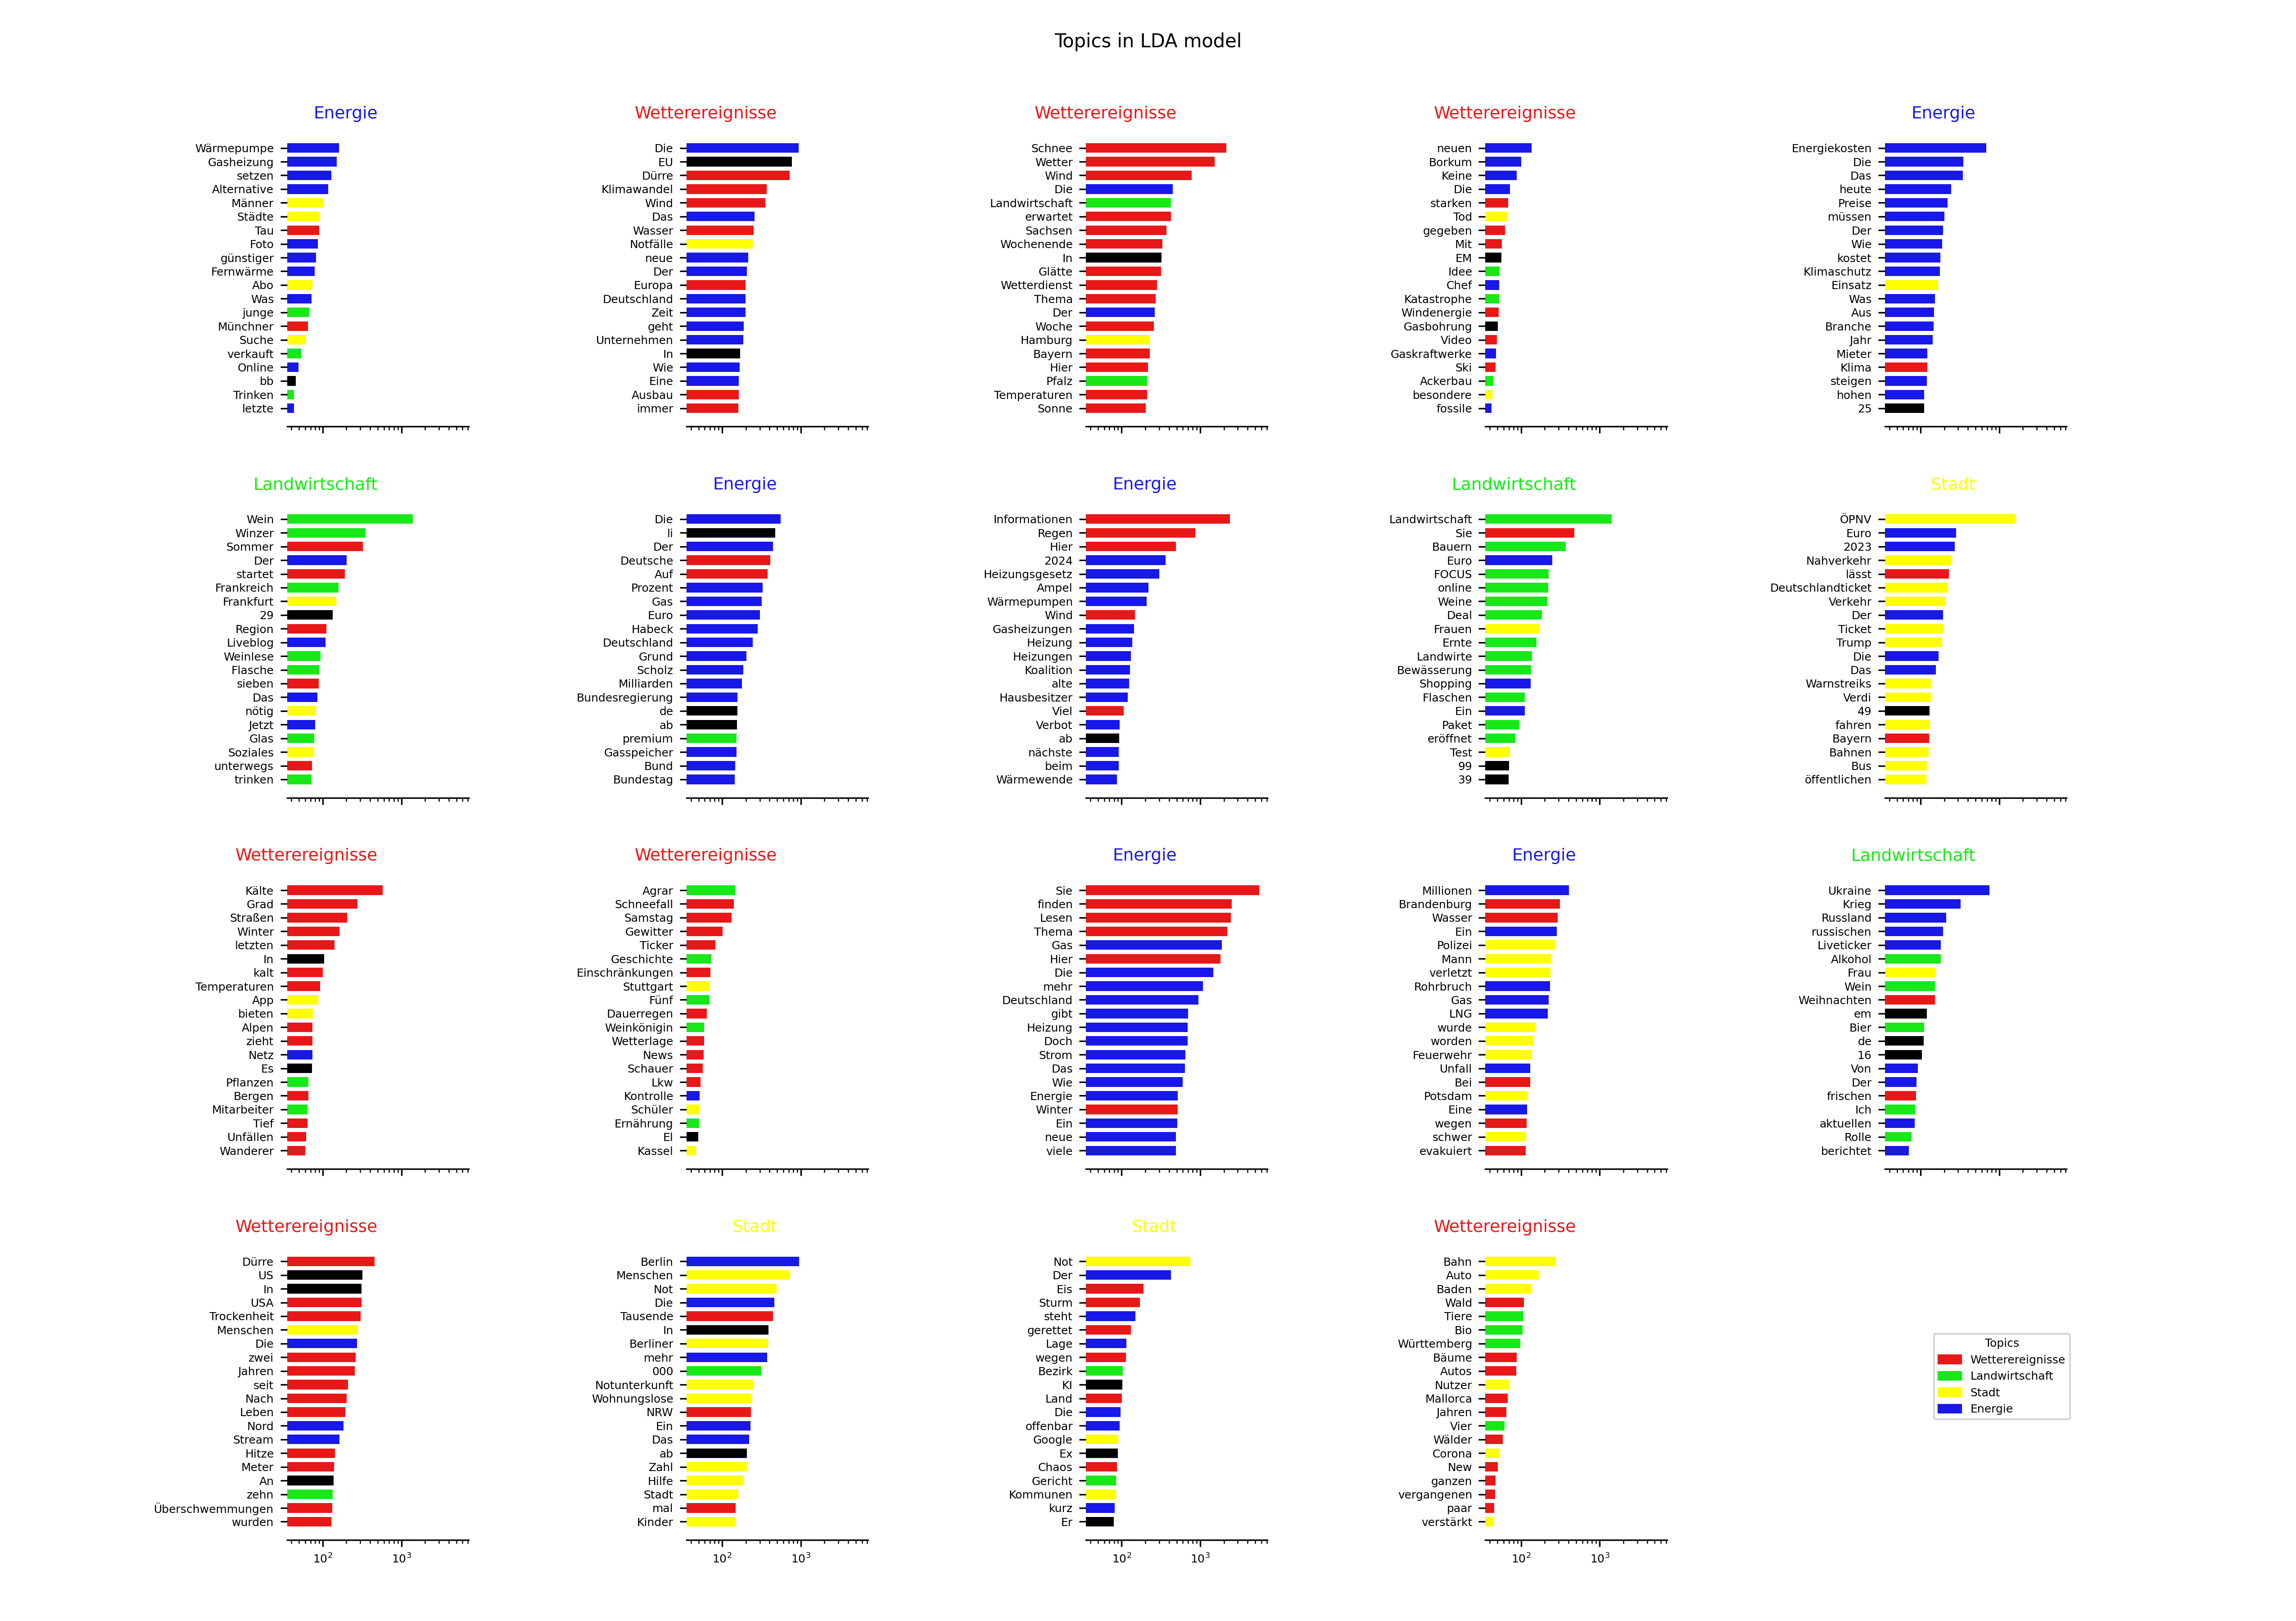 Topics in LDA model
Energie
Wärmepumpe
Gasheizung
setzen
Alternative
Männer
Städte
Tau
Foto
günstiger
Fernwärme
Abo
Was
junge
Münchner
Suche
verkauft
Online
bb
Trinken
letzte
Wetterereignisse
Die
EU
Dürre
Klimawandel
Wind
Das
Wasser
Notfälle
neue
Der
Europa
Deutschland
Zeit
geht
Unternehmen
In
Wie
Eine
Ausbau
immer
Wetterereignisse
Schnee
Wetter
Wind
Die
Landwirtschaft
erwartet
Sachsen
Wochenende
In
Glätte
Wetterdienst
Thema
Der
Woche
Hamburg
Bayern
Hier
Pfalz
Temperaturen
Sonne
Wetterereignisse
neuen
Borkum
Keine
Die
starken
Tod
gegeben
Mit
EM
Idee
Chef
Katastrophe
Windenergie
Gasbohrung
Video
Gaskraftwerke
Ski
Ackerbau
besondere
fossile
Energie
Energiekosten
Die
Das
heute
Preise
müssen
Der
Wie
kostet
Klimaschutz
Einsatz
Was
Aus
Branche
Jahr
Mieter
Klima
steigen
hohen
25
Landwirtschaft
Wein
Winzer
Sommer
Der
startet
Frankreich
Frankfurt
29
Region
Liveblog
Weinlese
Flasche
sieben
Das
nötig
Jetzt
Glas
Soziales
unterwegs
trinken
Energie
Die
li
Der
Deutsche
Auf
Prozent
Gas
Euro
Habeck
Deutschland
Grund
Scholz
Milliarden
Bundesregierung
de
ab
premium
Gasspeicher
Bund
Bundestag
Energie
Informationen
Regen
Hier
2024
Heizungsgesetz
Ampel
Wärmepumpen
Wind
Gasheizungen
Heizung
Heizungen
Koalition
alte
Hausbesitzer
Viel
Verbot
ab
nächste
beim
Wärmewende
Landwirtschaft
Landwirtschaft
Sie
Bauern
Euro
FOCUS
online
Weine
Deal
Frauen
Ernte
Landwirte
Bewässerung
Shopping
Flaschen
Ein
Paket
eröffnet
Test
99
39
Stadt
ÖPNV
Euro
2023
Nahverkehr
lässt
Deutschlandticket
Verkehr
Der
Ticket
Trump
Die
Das
Warnstreiks
Verdi
49
fahren
Bayern
Bahnen
Bus
öffentlichen
Wetterereignisse
Kälte
Grad
Straßen
Winter
letzten
In
kalt
Temperaturen
App
bieten
Alpen
zieht
Netz
Es
Pflanzen
Bergen
Mitarbeiter
Tief
Unfällen
Wanderer
Wetterereignisse
Agrar
Schneefall
Samstag
Gewitter
Ticker
Geschichte
Einschränkungen
Stuttgart
Fünf
Dauerregen
Weinkönigin
Wetterlage
News
Schauer
Lkw
Kontrolle
Schüler
Ernährung
El
Kassel
Energie
Sie
finden
Lesen
Thema
Gas
Hier
Die
mehr
Deutschland
gibt
Heizung
Doch
Strom
Das
Wie
Energie
Winter
Ein
neue
viele
Energie
Millionen
Brandenburg
Wasser
Ein
Polizei
Mann
verletzt
Rohrbruch
Gas
LNG
wurde
worden
Feuerwehr
Unfall
Bei
Potsdam
Eine
wegen
schwer
evakuiert
Landwirtschaft
Ukraine
Krieg
Russland
russischen
Liveticker
Alkohol
Frau
Wein
Weihnachten
em
Bier
de
16
Von
Der
frischen
Ich
aktuellen
Rolle
berichtet
Wetterereignisse
Dürre
US
In
USA
Trockenheit
Menschen
Die
zwei
Jahren
seit
Nach
Leben
Nord
Stream
Hitze
Meter
An
zehn
Überschwemmungen
wurden
10² 10³
Stadt
Berlin
Menschen
Not
Die
Tausende
In
Berliner
mehr
000
Notunterkunft
Wohnungslose
NRW
Ein
Das
ab
Zahl
Hilfe
Stadt
mal
Kinder
10² 10³
Stadt
Not
Der
Eis
Sturm
steht
gerettet
Lage
wegen
Bezirk
KI
Land
Die
offenbar
Google
Ex
Chaos
Gericht
Kommunen
kurz
Er
10² 10³
Wetterereignisse
Bahn
Auto
Baden
Wald
Tiere
Bio
Württemberg
Bäume
Autos
Nutzer
Mallorca
Jahren
Vier
Wälder
Corona
New
ganzen
vergangenen
paar
verstärkt
10² 10³
Topics
Wetterereignisse
Landwirtschaft
Stadt
Energie